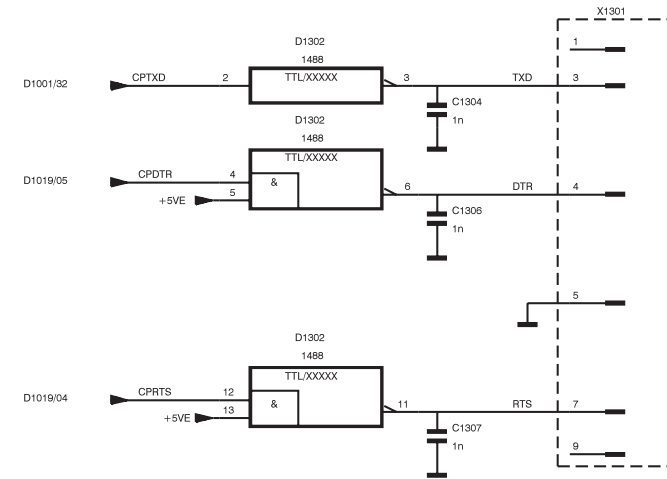 X1301
1
D1302
1488
D1001/32 CPTXD 2 TTL/XXXXX 3 TXD 3
C1304
1n
D1302
1488
TTL/XXXXX
D1019/05 CPDTR 4 & 6 DTR 4
+5VE 5
C1306
1n
5
D1302
1488
TTL/XXXXX
D1019/04 CPRTS 12 & 11 RTS 7
+5VE 13
C1307
1n
9